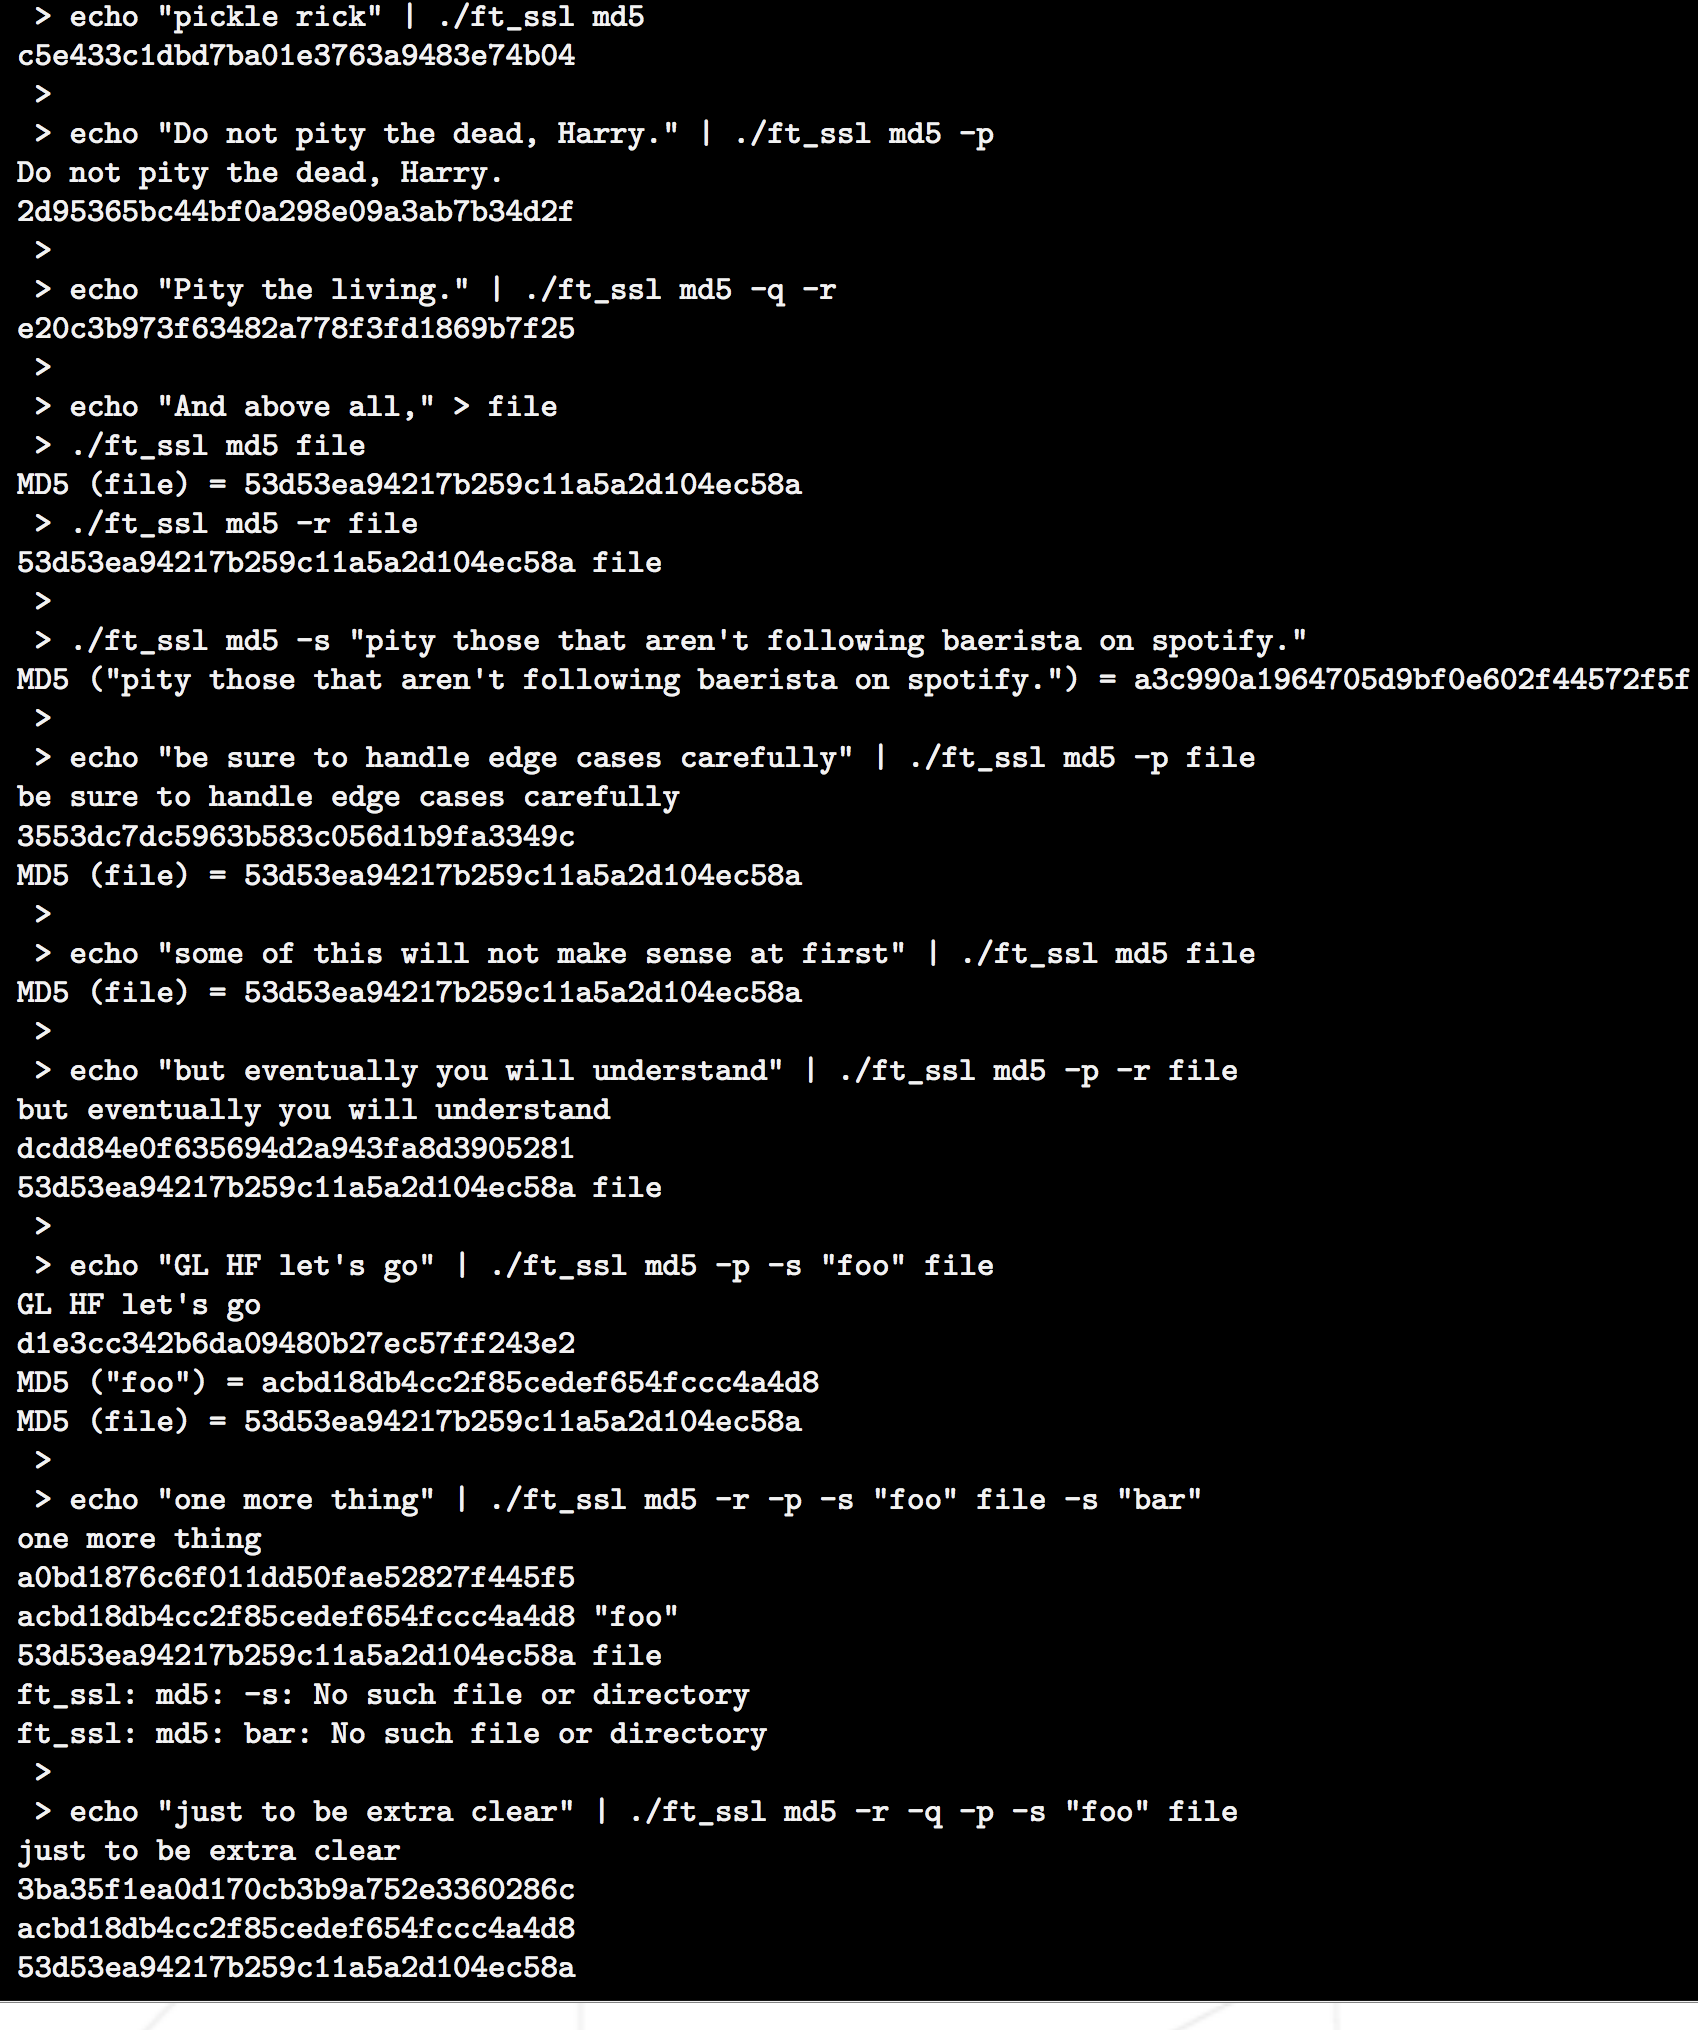 > echo "pickle rick" | ./ft_ssl md5
c5e433c1dbd7ba01e3763a9483e74b04
>
> echo "Do not pity the dead, Harry." | ./ft_ssl md5 -p
Do not pity the dead, Harry.
2d95365bc44bf0a298e09a3ab7b34d2f
>
> echo "Pity the living." | ./ft_ssl md5 -q -r
e20c3b973f63482a778f3fd1869b7f25
>
> echo "And above all," > file
> ./ft_ssl md5 file
MD5 (file) = 53d53ea94217b259c11a5a2d104ec58a
> ./ft_ssl md5 -r file
53d53ea94217b259c11a5a2d104ec58a file
>
> ./ft_ssl md5 -s "pity those that aren't following baerista on spotify."
MD5 ("pity those that aren't following baerista on spotify.") = a3c990a1964705d9bf0e602f44572f5f
>
> echo "be sure to handle edge cases carefully" | ./ft_ssl md5 -p file
be sure to handle edge cases carefully
3553dc7dc5963b583c056d1b9fa3349c
MD5 (file) = 53d53ea94217b259c11a5a2d104ec58a
>
> echo "some of this will not make sense at first" | ./ft_ssl md5 file
MD5 (file) = 53d53ea94217b259c11a5a2d104ec58a
>
> echo "but eventually you will understand" | ./ft_ssl md5 -p -r file
but eventually you will understand
dcdd84e0f635694d2a943fa8d3905281
53d53ea94217b259c11a5a2d104ec58a file
>
> echo "GL HF let's go" | ./ft_ssl md5 -p -s "foo" file
GL HF let's go
d1e3cc342b6da09480b27ec57ff243e2
MD5 ("foo") = acbd18db4cc2f85cedef654fccc4a4d8
MD5 (file) = 53d53ea94217b259c11a5a2d104ec58a
>
> echo "one more thing" | ./ft_ssl md5 -r -p -s "foo" file -s "bar"
one more thing
a0bd1876c6f011dd50fae52827f445f5
acbd18db4cc2f85cedef654fccc4a4d8 "foo"
53d53ea94217b259c11a5a2d104ec58a file
ft_ssl: md5: -s: No such file or directory
ft_ssl: md5: bar: No such file or directory
>
> echo "just to be extra clear" | ./ft_ssl md5 -r -q -p -s "foo" file
just to be extra clear
3ba35f1ea0d170cb3b9a752e3360286c
acbd18db4cc2f85cedef654fccc4a4d8
53d53ea94217b259c11a5a2d104ec58a